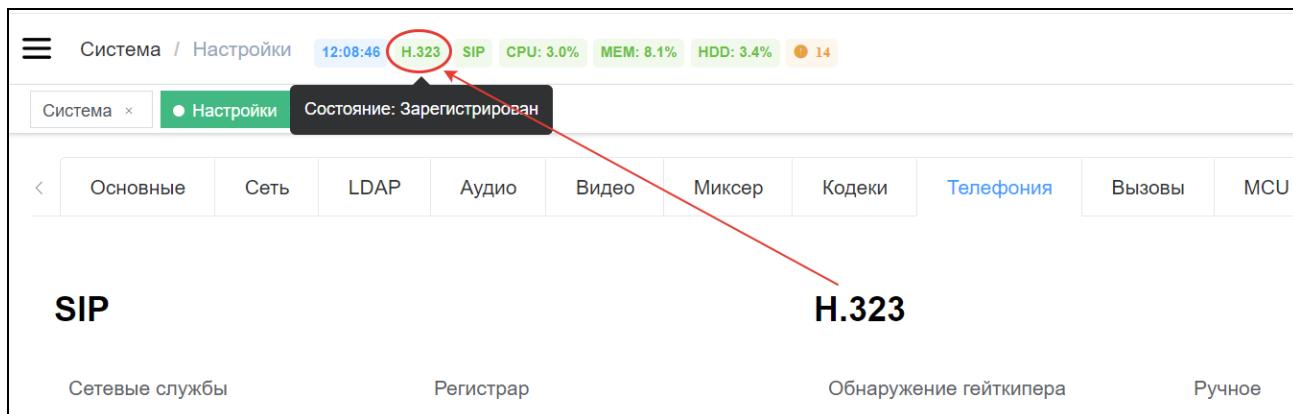 Система / Настройки 12:08:46 H.323 SIP CPU: 3.0% MEM: 8.1% HDD: 3.4% 14
Система × Настройки Состояние: Зарегистрирован
Основные Сеть LDAP Аудио Видео Миксер Кодеки Телефония Вызовы MCU
SIP H.323
Сетевые службы Регистрар Обнаружение гейткипера Ручное